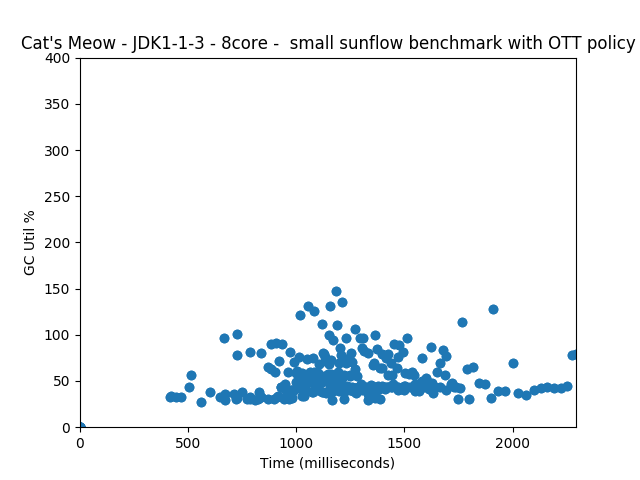 Cat's Meow - JDK1-1-3 - 8core -  small sunflow benchmark with OTT policy
400
350
300
250
200
150
100
50
0
GC Util %
0 500 1000 1500 2000
Time (milliseconds)